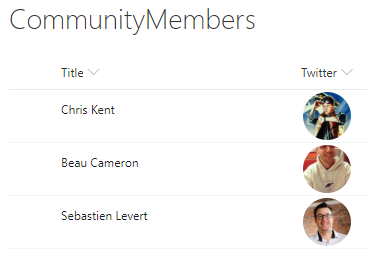 CommunityMembers
Title Twitter
Chris Kent
Beau Cameron
Sebastien Levert